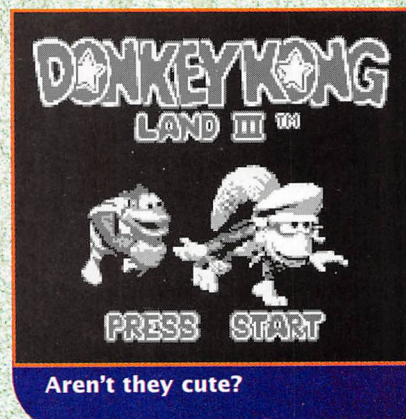 DONKEY KONG
LAND III ™
PRESS START
Aren't they cute?